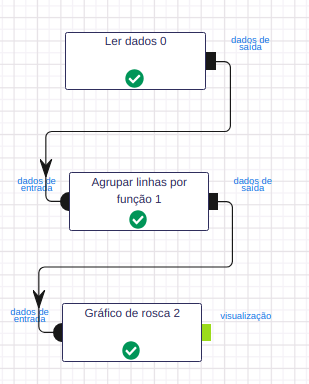 Ler dados 0
dados de
saída
dados de
entrada
Agrupar linhas por
função 1
dados de
saída
dados de
entrada
Gráfico de rosca 2
visualização